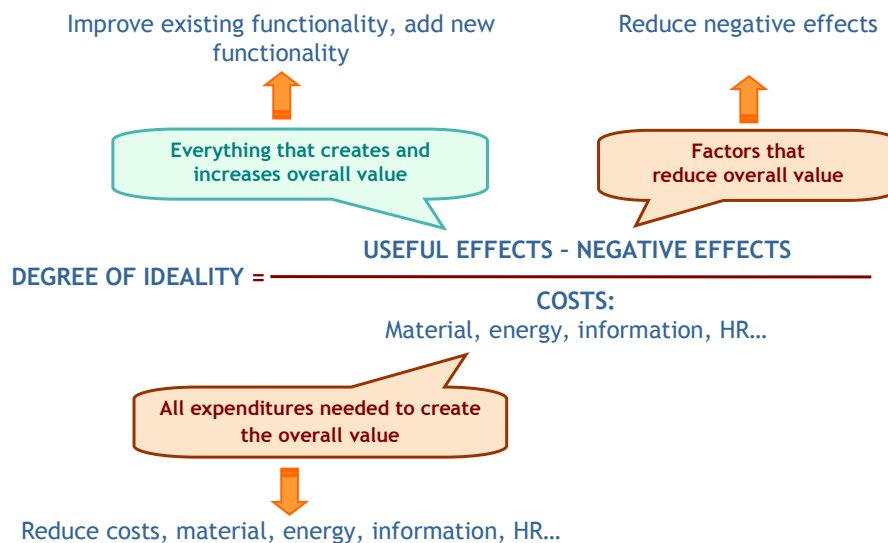 Improve existing functionality, add new
functionality
Reduce negative effects
Everything that creates and
increases overall value
Factors that
reduce overall value
USEFUL EFFECTS - NEGATIVE EFFECTS
DEGREE OF IDEALITY =
COSTS:
Material, energy, information, HR…
All expenditures needed to create
the overall value
Reduce costs, material, energy, information, HR…